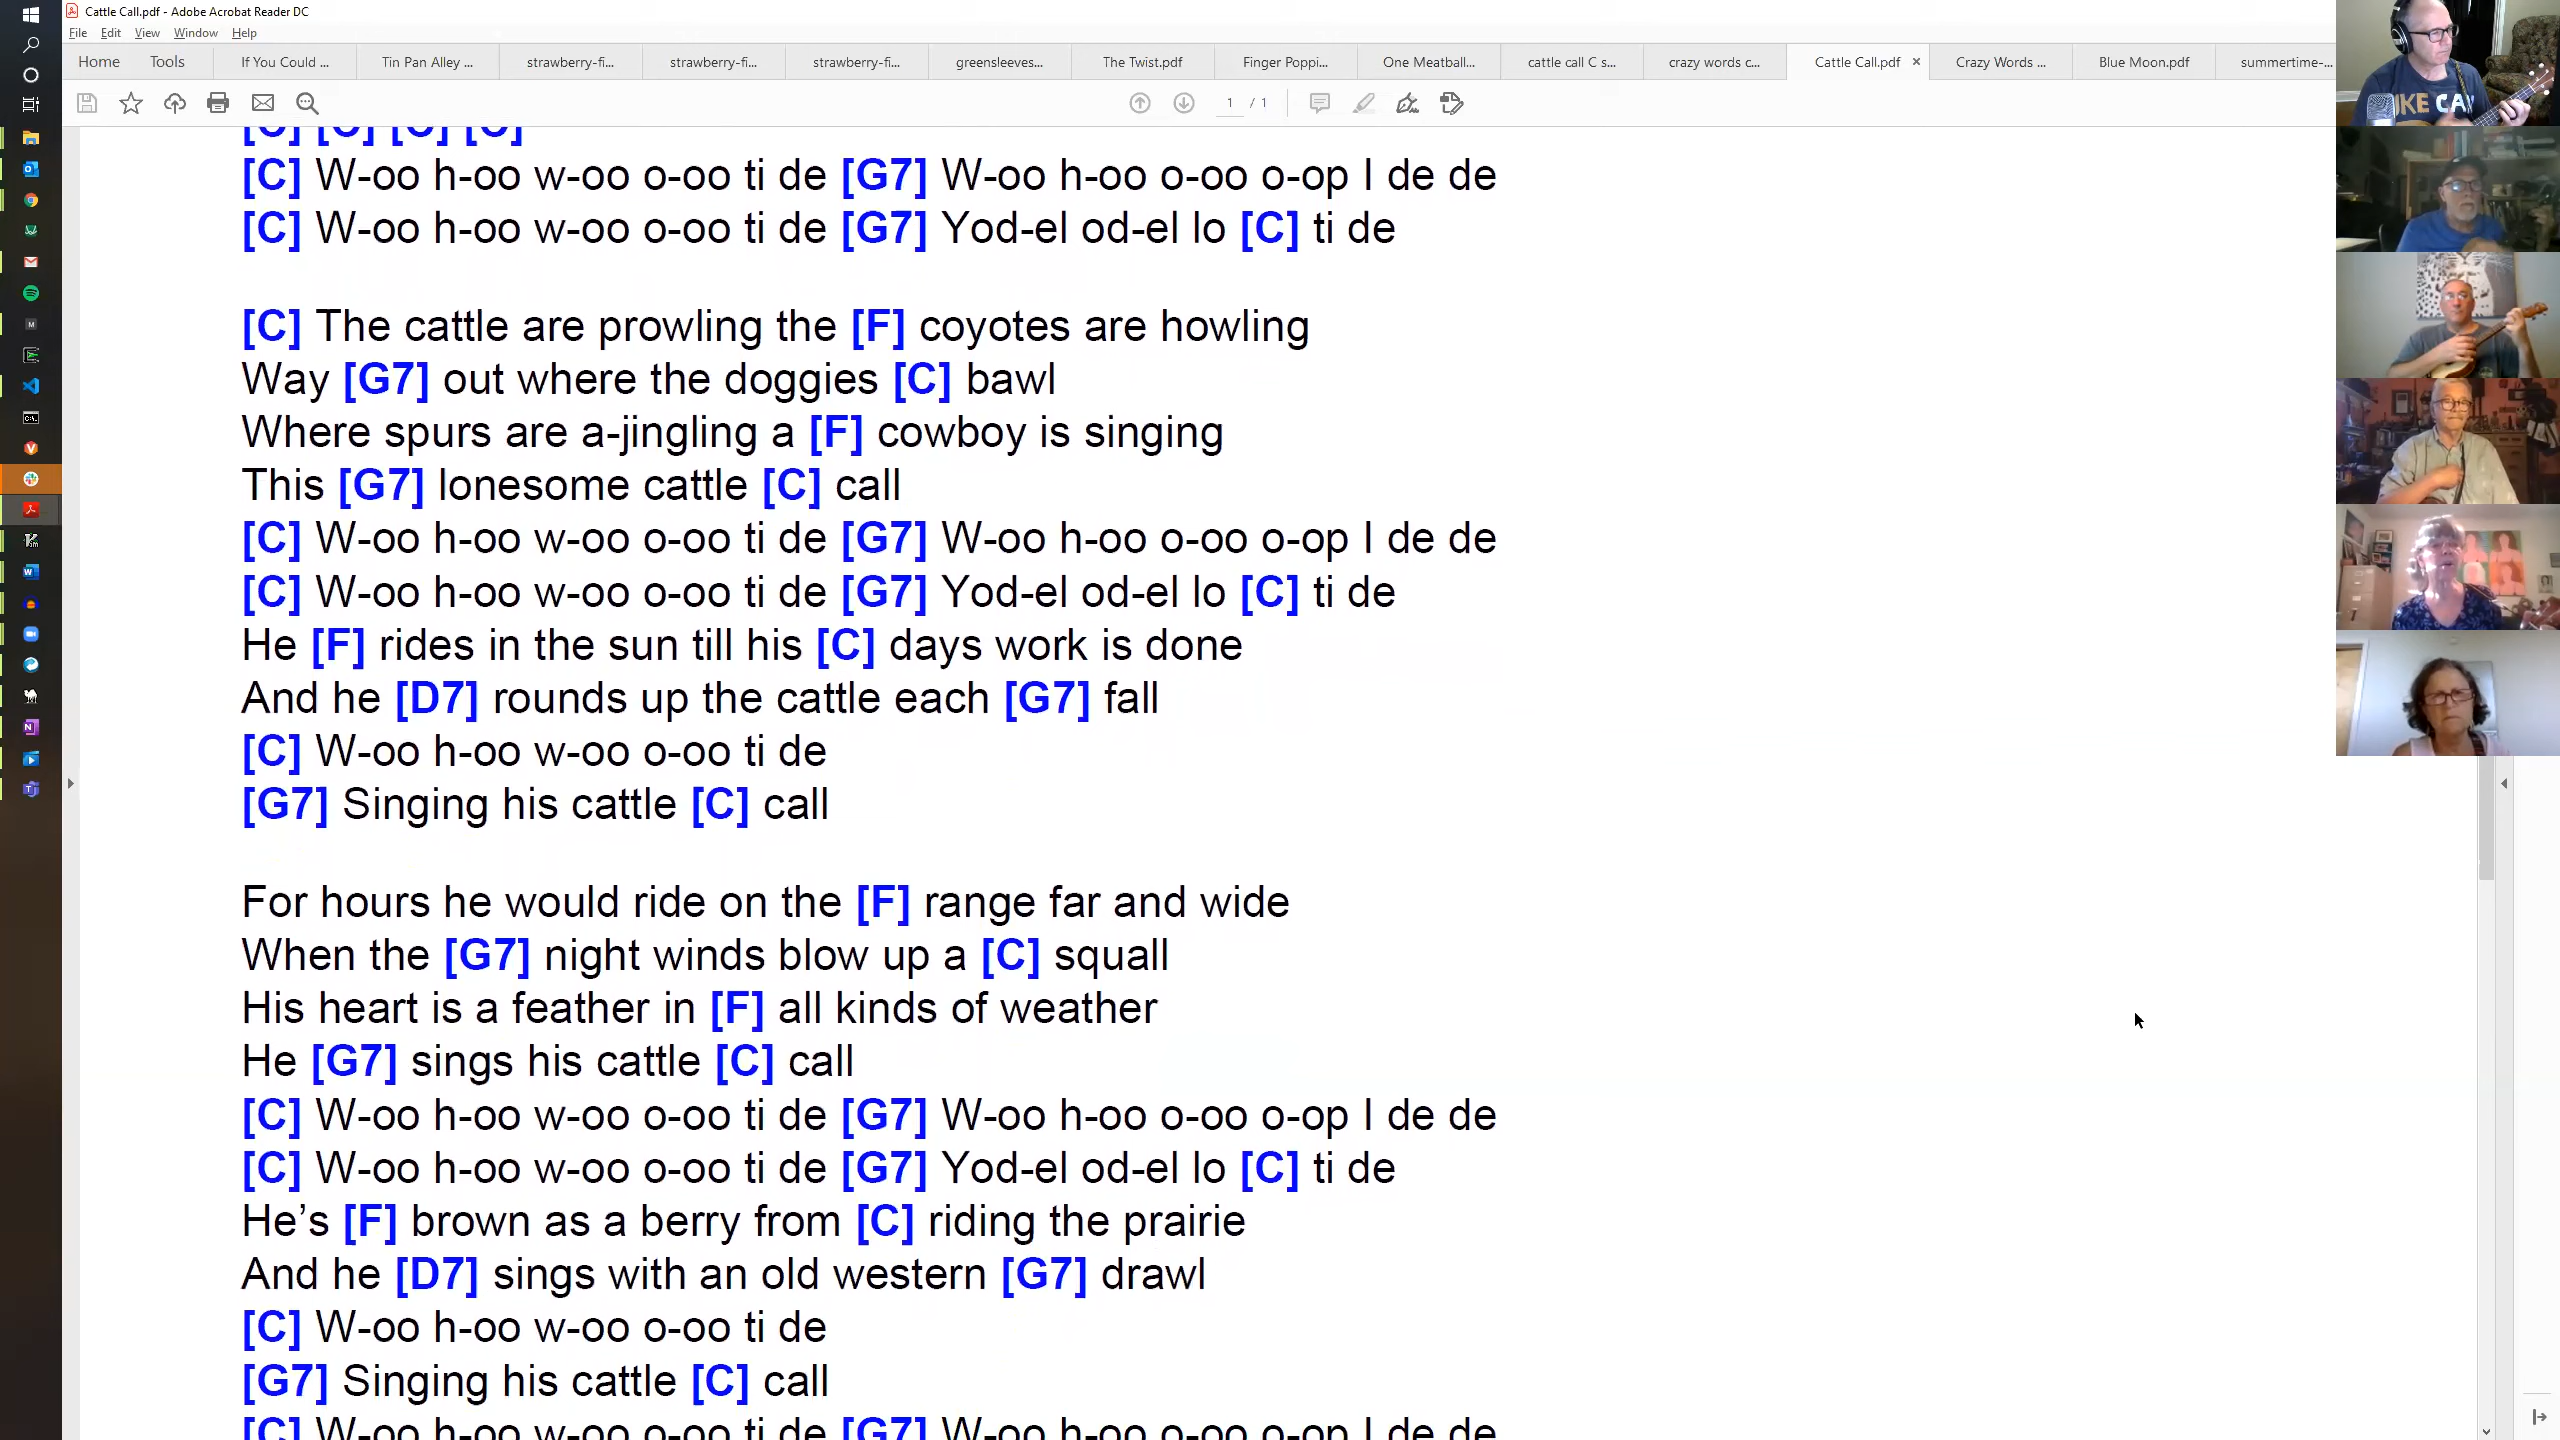 Cattle Call.pdf - Adobe Acrobat Reader DC
File Edit View Window Help
Home Tools If You Could ... Tin Pan Alley ... strawberry-fi... strawberry-fi... strawberry-fi... greensleeves... The Twist.pdf Finger Poppi... One Meatball... cattle call C s... crazy words c... Cattle Call.pdf × Crazy Words ... Blue Moon.pdf summertime-...
1 / 1
[C] [C] [C] [C]
[C] W-oo h-oo w-oo o-oo ti de [G7] W-oo h-oo o-oo o-op I de de
[C] W-oo h-oo w-oo o-oo ti de [G7] Yod-el od-el lo [C] ti de
[C] The cattle are prowling the [F] coyotes are howling
Way [G7] out where the doggies [C] bawl
Where spurs are a-jingling a [F] cowboy is singing
This [G7] lonesome cattle [C] call
[C] W-oo h-oo w-oo o-oo ti de [G7] W-oo h-oo o-oo o-op I de de
[C] W-oo h-oo w-oo o-oo ti de [G7] Yod-el od-el lo [C] ti de
He [F] rides in the sun till his [C] days work is done
And he [D7] rounds up the cattle each [G7] fall
[C] W-oo h-oo w-oo o-oo ti de
[G7] Singing his cattle [C] call
For hours he would ride on the [F] range far and wide
When the [G7] night winds blow up a [C] squall
His heart is a feather in [F] all kinds of weather
He [G7] sings his cattle [C] call
[C] W-oo h-oo w-oo o-oo ti de [G7] W-oo h-oo o-oo o-op I de de
[C] W-oo h-oo w-oo o-oo ti de [G7] Yod-el od-el lo [C] ti de
He’s [F] brown as a berry from [C] riding the prairie
And he [D7] sings with an old western [G7] drawl
[C] W-oo h-oo w-oo o-oo ti de
[G7] Singing his cattle [C] call
[C] W-oo h-oo w-oo o-oo ti de [G7] W-oo h-oo o-oo o-op I de de